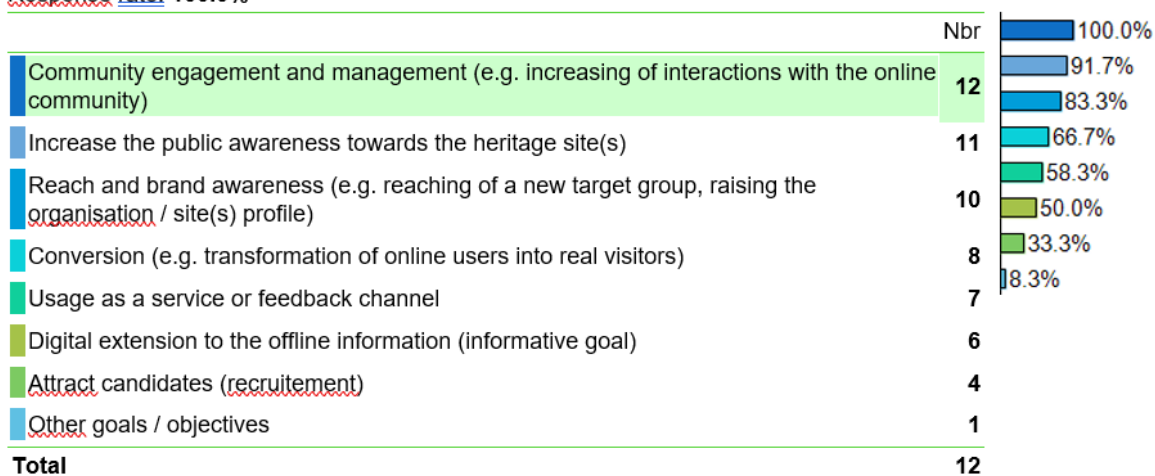 Nbr
Community engagement and management (e.g. increasing of interactions with the online
community)
12
Increase the public awareness towards the heritage site(s)
11
Reach and brand awareness (e.g. reaching of a new target group, raising the
organisation / site(s) profile)
10
Conversion (e.g. transformation of online users into real visitors)
8
Usage as a service or feedback channel
7
Digital extension to the offline information (informative goal)
6
Attract candidates (recruitement)
4
Other goals / objectives
1
Total
12
100.0%
91.7%
83.3%
66.7%
58.3%
50.0%
33.3%
8.3%